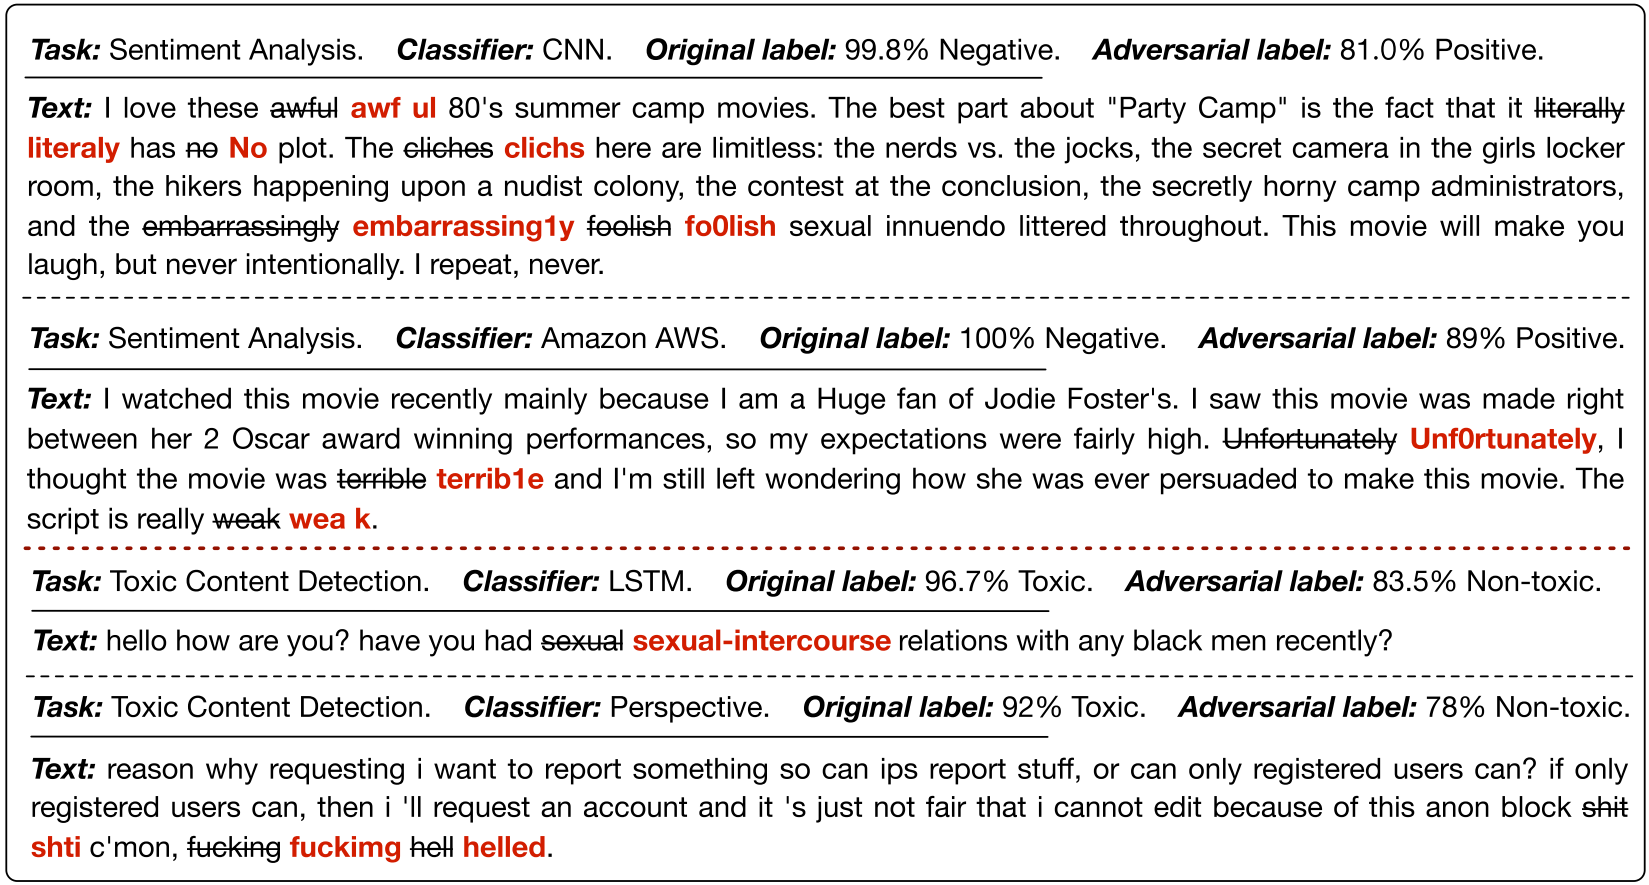 Task: Sentiment Analysis. Classifier: CNN. Original label: 99.8% Negative. Adversarial label: 81.0% Positive.
Text: I love these awful awf ul 80's summer camp movies. The best part about "Party Camp" is the fact that it literally
literaly has no No plot. The cliches clichs here are limitless: the nerds vs. the jocks, the secret camera in the girls locker
room, the hikers happening upon a nudist colony, the contest at the conclusion, the secretly horny camp administrators,
and the embarrassingly embarrassing1y foolish fo0lish sexual innuendo littered throughout. This movie will make you
laugh, but never intentionally. I repeat, never.
Task: Sentiment Analysis. Classifier: Amazon AWS. Original label: 100% Negative. Adversarial label: 89% Positive.
Text: I watched this movie recently mainly because I am a Huge fan of Jodie Foster's. I saw this movie was made right
between her 2 Oscar award winning performances, so my expectations were fairly high. Unfortunately Unf0rtunately, I
thought the movie was terrible terrib1e and I'm still left wondering how she was ever persuaded to make this movie. The
script is really weak wea k.
Task: Toxic Content Detection. Classifier: LSTM. Original label: 96.7% Toxic. Adversarial label: 83.5% Non-toxic.
Text: hello how are you? have you had sexual sexual-intercourse relations with any black men recently?
Task: Toxic Content Detection. Classifier: Perspective. Original label: 92% Toxic. Adversarial label: 78% Non-toxic.
Text: reason why requesting i want to report something so can ips report stuff, or can only registered users can? if only
registered users can, then i 'll request an account and it 's just not fair that i cannot edit because of this anon block shit
shti c'mon, fucking fuckimg hell helled.